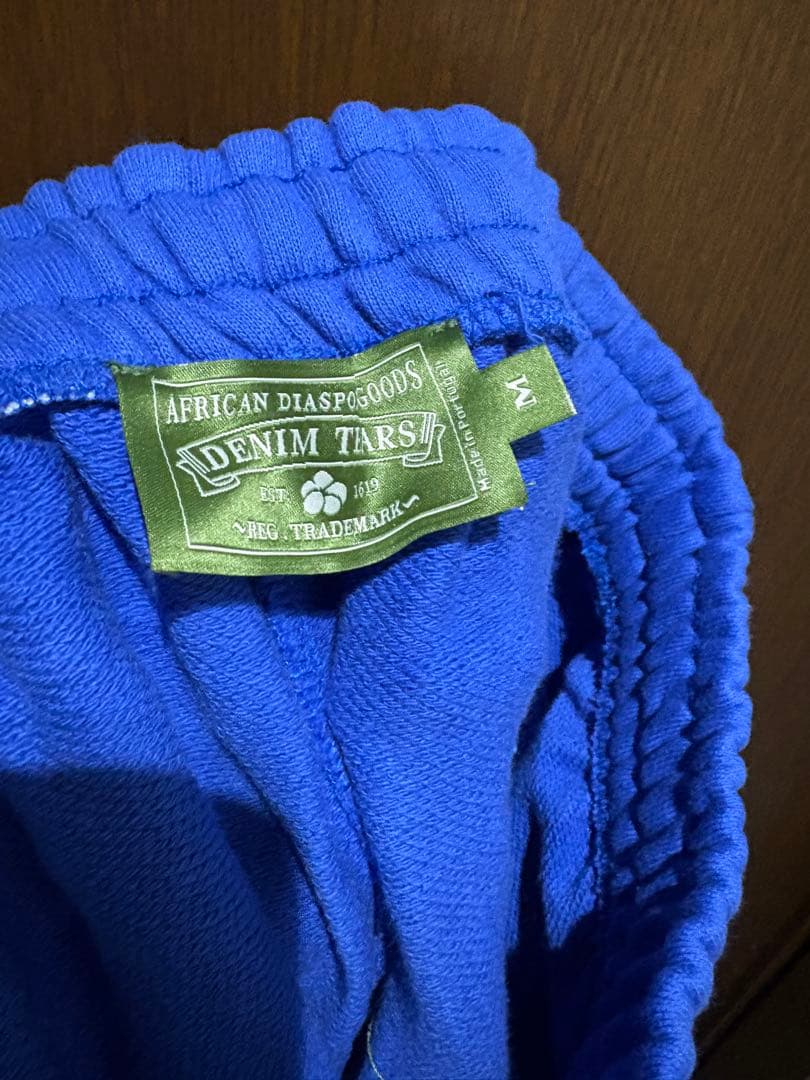 AFRICAN DIASPOGOODS
DENIM TEARS
EST. 1619
~REG. TRADEMARK~
Made in Portugal
M